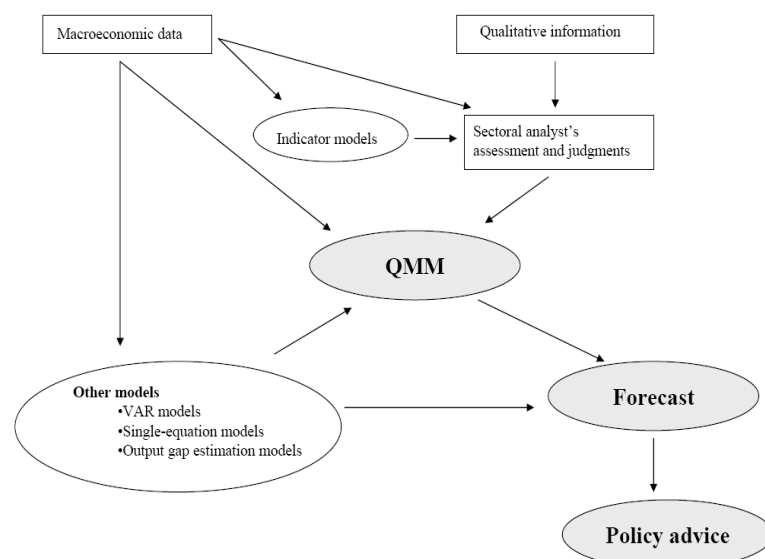 Macroeconomic data
Qualitative information
Indicator models
Sectoral analyst's
assessment and judgments
QMM
Other models
•VAR models
•Single-equation models
•Output gap estimation models
Forecast
Policy advice